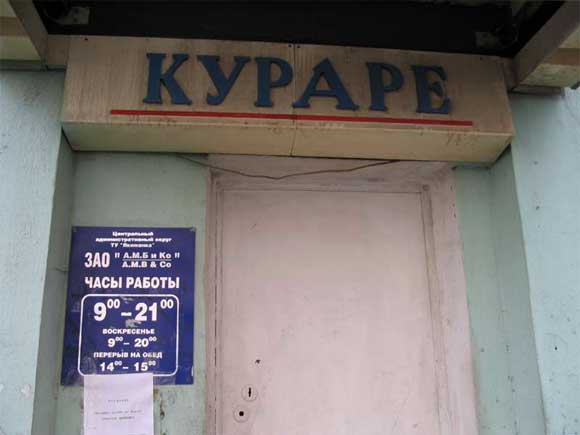 КУРАРЕ
Центральный
административный округ
ТУ "Якиманка"
ЗАО " А.М.Б и Ко "
A.M.B & Co
ЧАСЫ РАБОТЫ
9⁰⁰ – 21⁰⁰
ВОСКРЕСЕНЬЕ
9⁰⁰ – 20⁰⁰
ПЕРЕРЫВ НА ОБЕД
14⁰⁰ – 15⁰⁰